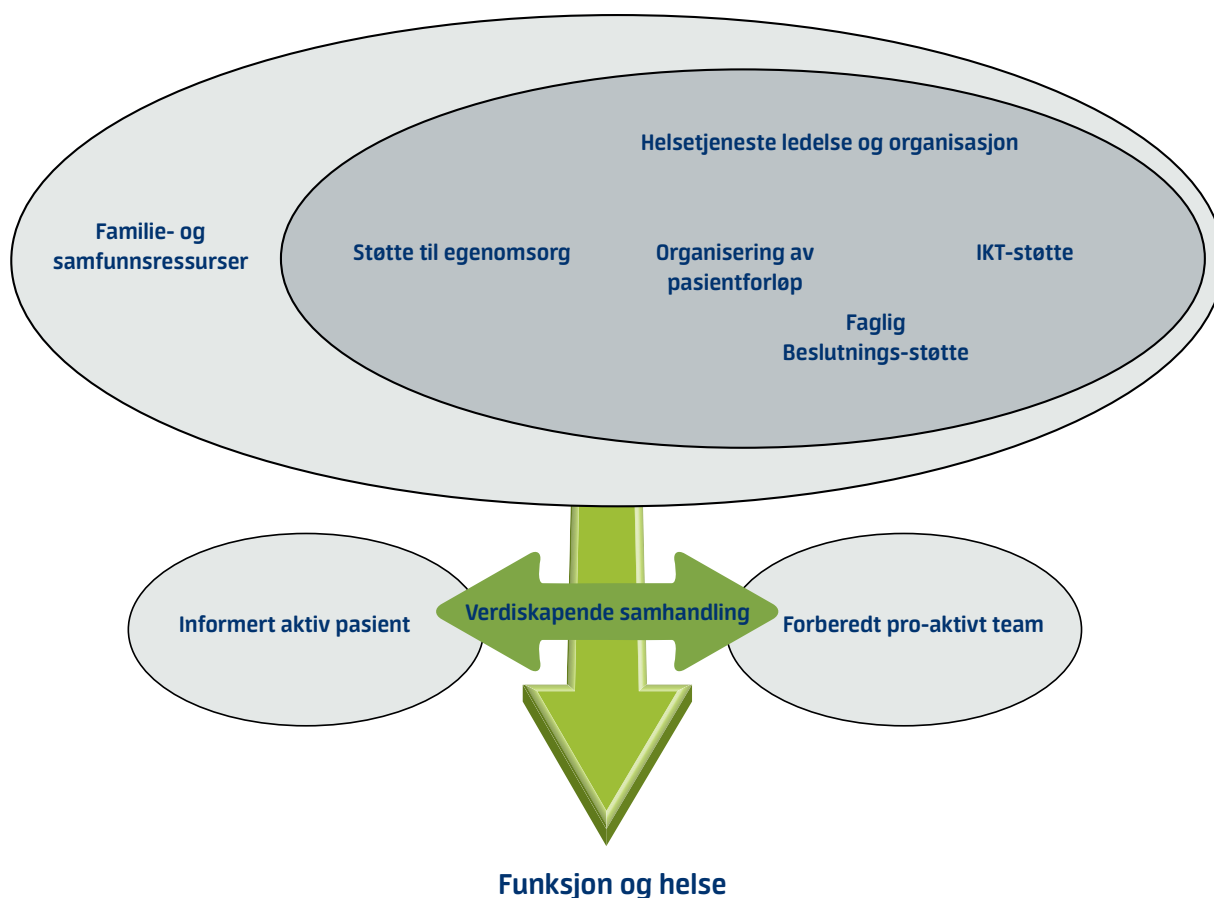 Helsetjeneste ledelse og organisasjon
Familie- og
samfunnsressurser
Støtte til egenomsorg
Organisering av
pasientforløp
IKT-støtte
Faglig
Beslutnings-støtte
Informert aktiv pasient
Verdiskapende samhandling
Forberedt pro-aktivt team
Funksjon og helse